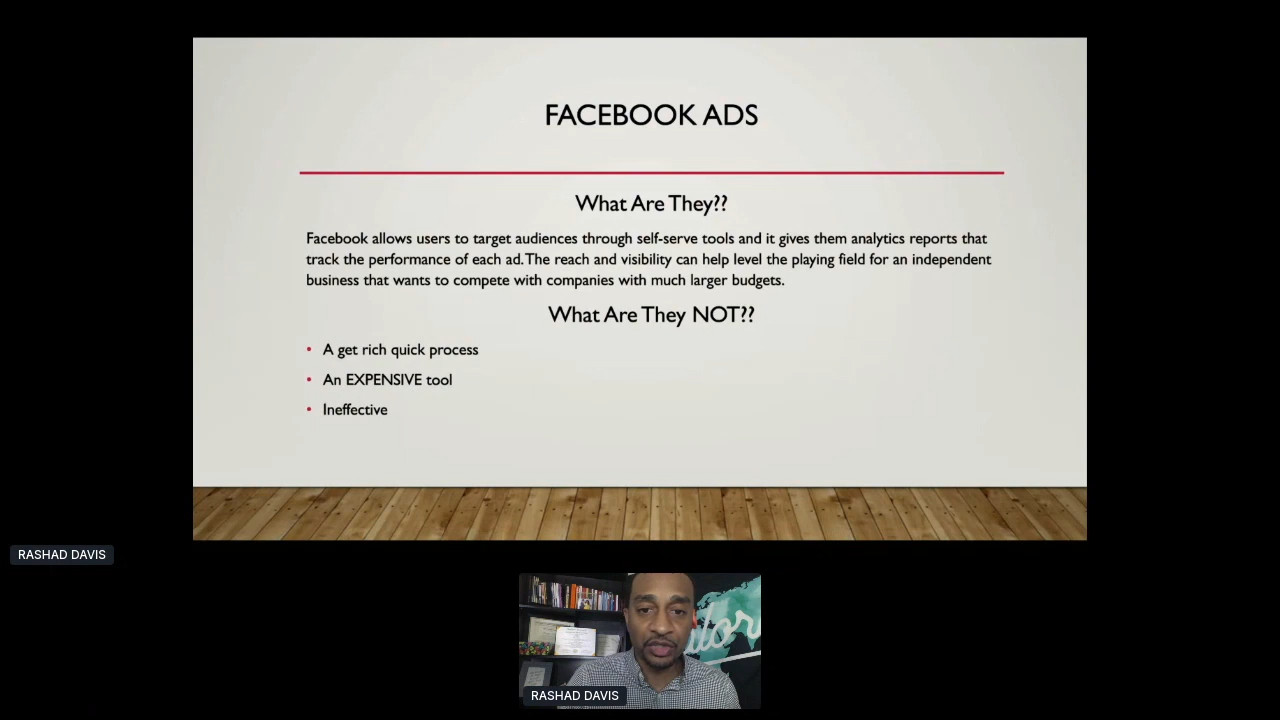 FACEBOOK ADS
What Are They??
Facebook allows users to target audiences through self-serve tools and it gives them analytics reports that
track the performance of each ad. The reach and visibility can help level the playing field for an independent
business that wants to compete with companies with much larger budgets.
What Are They NOT??
• A get rich quick process
• An EXPENSIVE tool
• Ineffective
RASHAD DAVIS
RASHAD DAVIS